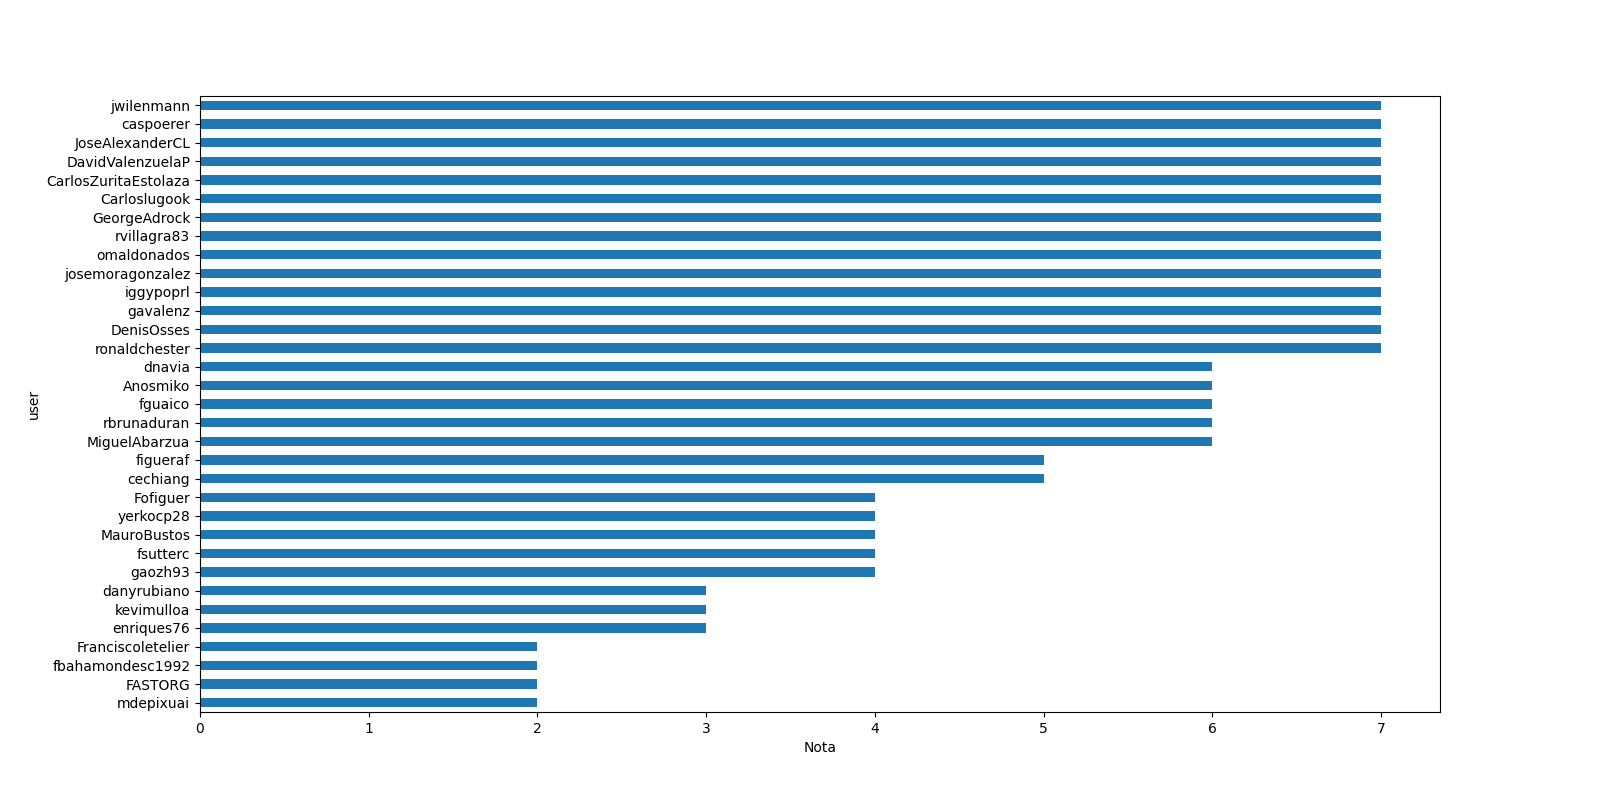 jwilenmann
caspoerer
JoseAlexanderCL
DavidValenzuelaP
CarlosZuritaEstolaza
Carloslugook
GeorgeAdrock
rvillagra83
omaldonados
josemoragonzalez
iggypoprl
gavalenz
DenisOsses
ronaldchester
dnavia
Anosmiko
fguaico
rbrunaduran
MiguelAbarzua
figueraf
cechiang
Fofiguer
yerkocp28
MauroBustos
fsutterc
gaozh93
danyrubiano
kevimulloa
enriques76
Franciscoletelier
fbahamondesc1992
FASTORG
mdepixuai
user
0 1 2 3 4 5 6 7
Nota